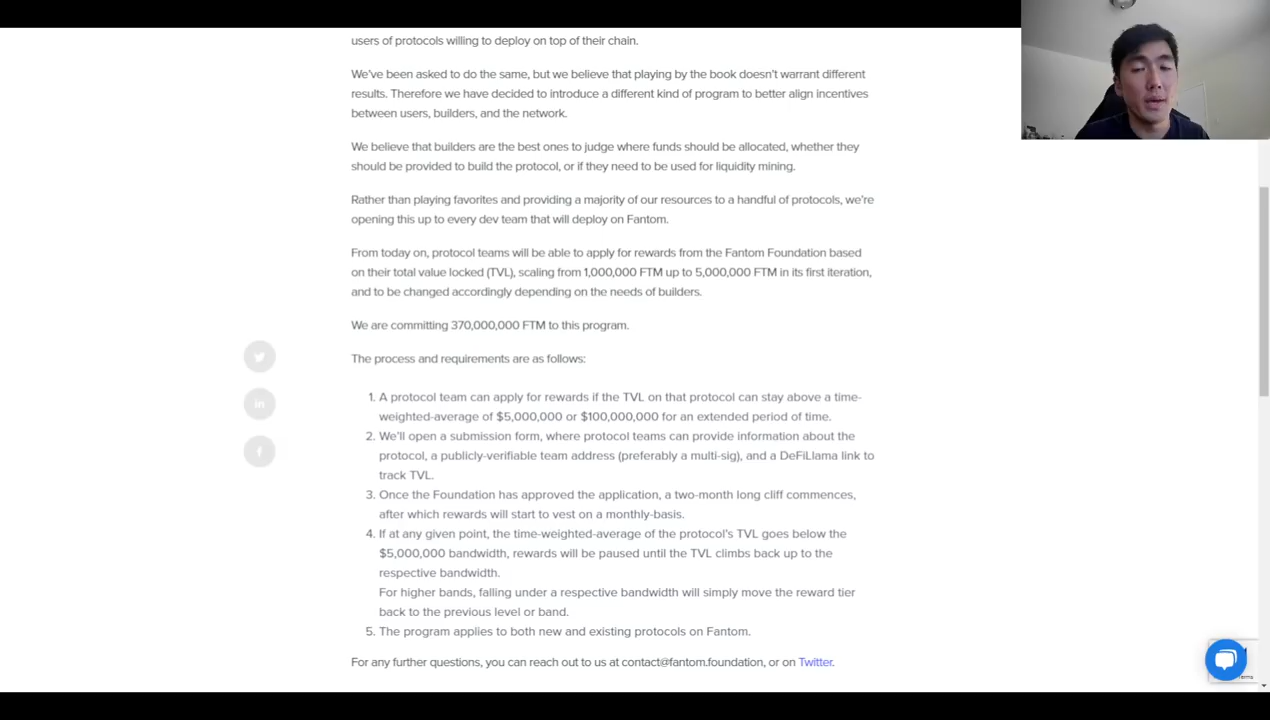 users of protocols willing to deploy on top of their chain.
We've been asked to do the same, but we believe that playing by the book doesn't warrant different
results. Therefore we have decided to introduce a different kind of program to better align incentives
between users, builders, and the network.
We believe that builders are the best ones to judge where funds should be allocated, whether they
should be provided to build the protocol, or if they need to be used for liquidity mining.
Rather than playing favorites and providing a majority of our resources to a handful of protocols, we're
opening this up to every dev team that will deploy on Fantom.
From today on, protocol teams will be able to apply for rewards from the Fantom Foundation based
on their total value locked (TVL), scaling from 1,000,000 FTM up to 5,000,000 FTM in its first iteration,
and to be changed accordingly depending on the needs of builders.
We are committing 370,000,000 FTM to this program.
The process and requirements are as follows:
1. A protocol team can apply for rewards if the TVL on that protocol can stay above a time-
weighted-average of $5,000,000 or $100,000,000 for an extended period of time.
2. We'll open a submission form, where protocol teams can provide information about the
protocol, a publicly-verifiable team address (preferably a multi-sig), and a DeFiLlama link to
track TVL.
3. Once the Foundation has approved the application, a two-month long cliff commences,
after which rewards will start to vest on a monthly-basis.
4. If at any given point, the time-weighted-average of the protocol's TVL goes below the
$5,000,000 bandwidth, rewards will be paused until the TVL climbs back up to the
respective bandwidth.
For higher bands, falling under a respective bandwidth will simply move the reward tier
back to the previous level or band.
5. The program applies to both new and existing protocols on Fantom.
For any further questions, you can reach out to us at contact@fantom.foundation, or on Twitter.